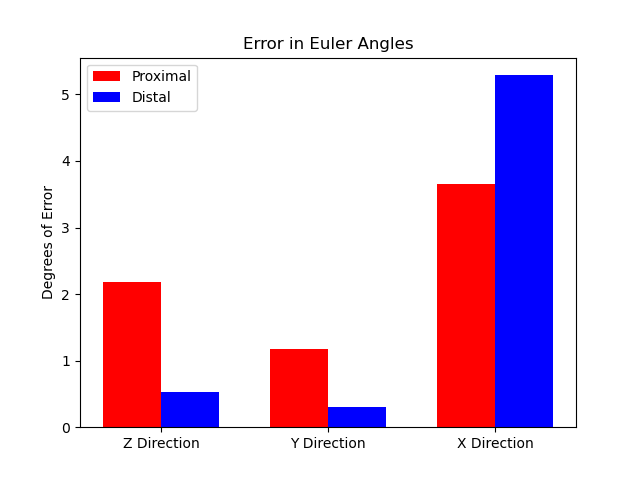 Error in Euler Angles
Proximal
Distal
Degrees of Error
5
4
3
2
1
0
Z Direction
Y Direction
X Direction